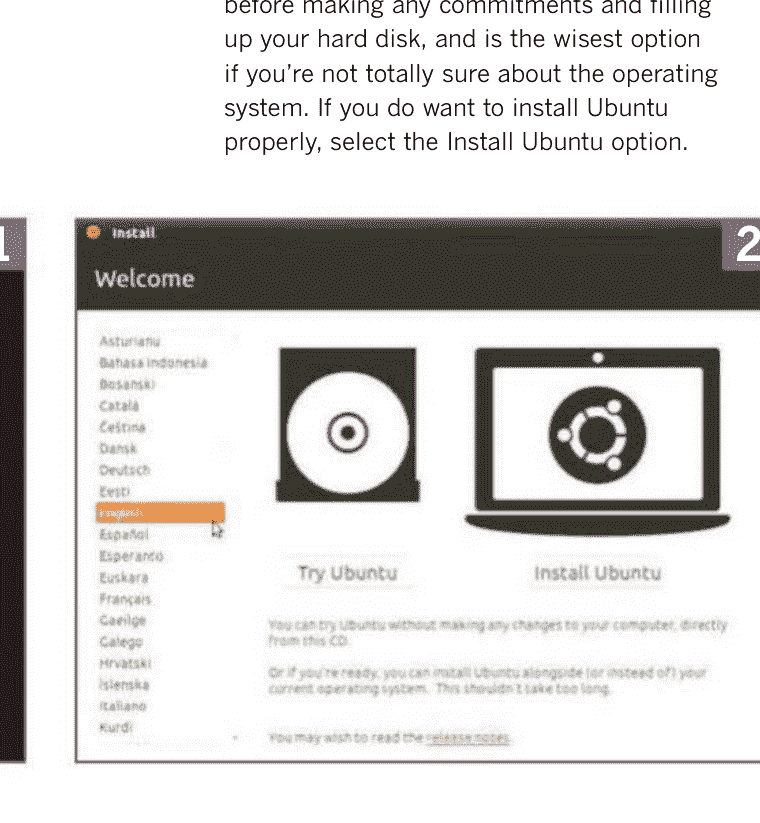 before making any commitments and filling
up your hard disk, and is the wisest option
if you’re not totally sure about the operating
system. If you do want to install Ubuntu
properly, select the Install Ubuntu option.
1
Install
2
Welcome
Asturianu
Bahasa Indonesia
Bosanski
Català
Čeština
Dansk
Deutsch
Eesti
English
Español
Esperanto
Euskara
Français
Gaeilge
Galego
Hrvatski
Íslenska
Italiano
Kurdî
Try Ubuntu
Install Ubuntu
You can try Ubuntu without making any changes to your computer, directly
from this CD.
Or if you're ready, you can install Ubuntu alongside (or instead of) your
current operating system. This shouldn't take too long.
You may wish to read the release notes.